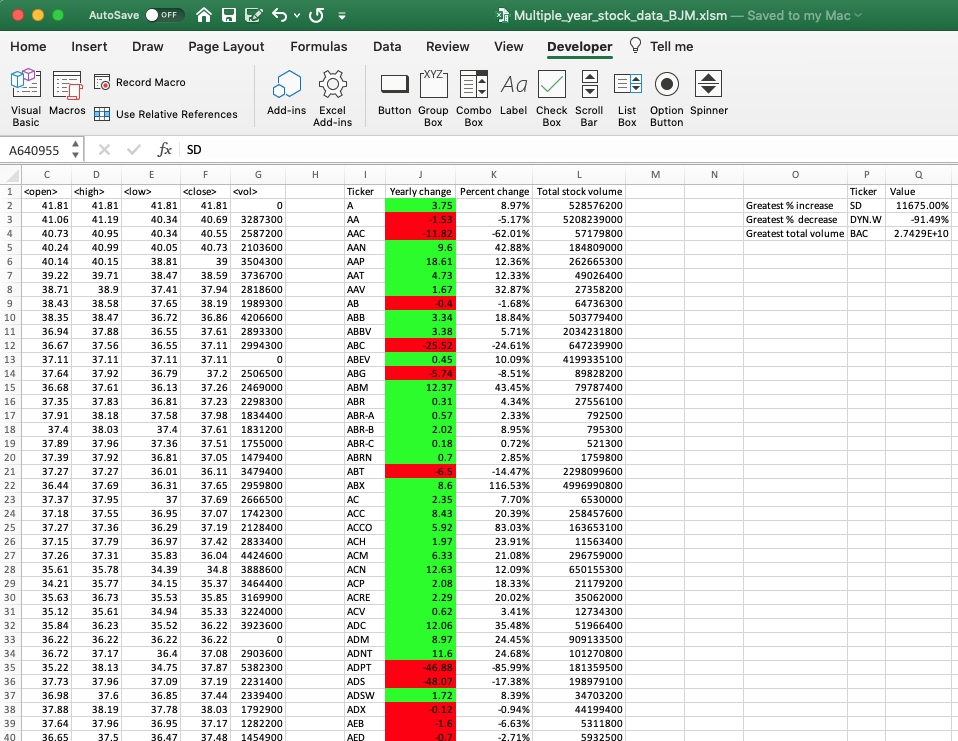 AutoSave OFF Multiple_year_stock_data_BJM.xlsm — Saved to my Mac
Home Insert Draw Page Layout Formulas Data Review View Developer Tell me
Visual Basic Macros Record Macro Use Relative References Add-ins Excel Add-ins Button Group Box Combo Box Label Check Box Scroll Bar List Box Option Button Spinner
XYZ Aa
A640955 fx SD
C D E F G H I J K L M N O P Q
1 <open> <high> <low> <close> <vol> Ticker Yearly change Percent change Total stock volume Ticker Value
2 41.81 41.81 41.81 41.81 0 A 3.75 8.97% 528576200 Greatest % increase SD 11675.00%
3 41.06 41.19 40.34 40.69 3287300 AA -1.53 -5.17% 5208239000 Greatest % decrease DYN.W -91.49%
4 40.73 40.95 40.34 40.55 2587200 AAC -11.82 -62.01% 57179800 Greatest total volume BAC 2.7429E+10
5 40.24 40.99 40.05 40.73 2103600 AAN 9.6 42.88% 184809000
6 40.14 40.15 38.81 39 3504300 AAP 18.61 12.36% 262665300
7 39.22 39.71 38.47 38.59 3736700 AAT 4.73 12.33% 49026400
8 38.71 38.9 37.41 37.94 2818600 AAV 1.67 32.87% 27358200
9 38.43 38.58 37.65 38.19 1989300 AB -0.4 -1.68% 64736300
10 38.35 38.47 36.72 36.86 4206600 ABB 3.34 18.84% 503779400
11 36.94 37.88 36.55 37.61 2893300 ABBV 3.38 5.71% 2034231800
12 36.67 37.56 36.55 37.11 2994300 ABC -25.52 -24.61% 647239900
13 37.11 37.11 37.11 37.11 0 ABEV 0.45 10.09% 4199335100
14 37.64 37.92 36.79 37.2 2506500 ABG -5.74 -8.51% 89828200
15 36.68 37.61 36.13 37.26 2469000 ABM 12.37 43.45% 79787400
16 37.35 37.83 36.81 37.23 2298300 ABR 0.31 4.34% 27556100
17 37.91 38.18 37.58 37.98 1834400 ABR-A 0.57 2.33% 792500
18 37.4 38.03 37.4 37.61 1831200 ABR-B 2.02 8.95% 795300
19 37.89 37.96 37.36 37.51 1755000 ABR-C 0.18 0.72% 521300
20 37.39 37.92 36.81 37.05 1479400 ABRN 0.7 2.85% 1759800
21 37.27 37.27 36.01 36.11 3479400 ABT -6.5 -14.47% 2298099600
22 36.44 37.69 36.31 37.65 2959800 ABX 8.6 116.53% 4996990800
23 37.37 37.95 37 37.69 2666500 AC 2.35 7.70% 6530000
24 37.18 37.55 36.95 37.07 1742300 ACC 8.43 20.39% 258457600
25 37.27 37.36 36.29 37.19 2128400 ACCO 5.92 83.03% 163653100
26 37.15 37.79 36.97 37.42 2833400 ACH 1.97 23.91% 11563400
27 37.26 37.31 35.83 36.04 4424600 ACM 6.33 21.08% 296759000
28 35.61 35.78 34.39 34.8 3888600 ACN 12.63 12.09% 650155300
29 34.21 35.77 34.15 35.37 3464400 ACP 2.08 18.33% 21179200
30 35.63 36.73 35.53 35.85 3169900 ACRE 2.29 20.02% 35062000
31 35.12 35.61 34.94 35.33 3224000 ACV 0.62 3.41% 12734300
32 35.84 36.23 35.52 36.22 3923600 ADC 12.06 35.48% 51966400
33 36.22 36.22 36.22 36.22 0 ADM 8.97 24.45% 909133500
34 36.72 37.17 36.4 37.08 2903600 ADNT 11.6 24.68% 101270800
35 35.22 38.13 34.75 37.87 5382300 ADPT -46.88 -85.99% 181359500
36 37.73 37.96 37.09 37.19 2231400 ADS -48.07 -17.38% 198979100
37 36.98 37.6 36.85 37.44 2339400 ADSW 1.72 8.39% 34703200
38 37.88 38.19 37.78 38.03 1792900 ADX -0.12 -0.94% 44199400
39 37.64 37.96 36.95 37.17 1282200 AEB -1.6 -6.63% 5311800
40 36.65 37.5 36.47 37.48 1454900 AED -0.7 -2.71% 5932500